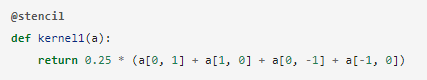 @stencil
def kernel1(a):
    return 0.25 * (a[0, 1] + a[1, 0] + a[0, -1] + a[-1, 0])